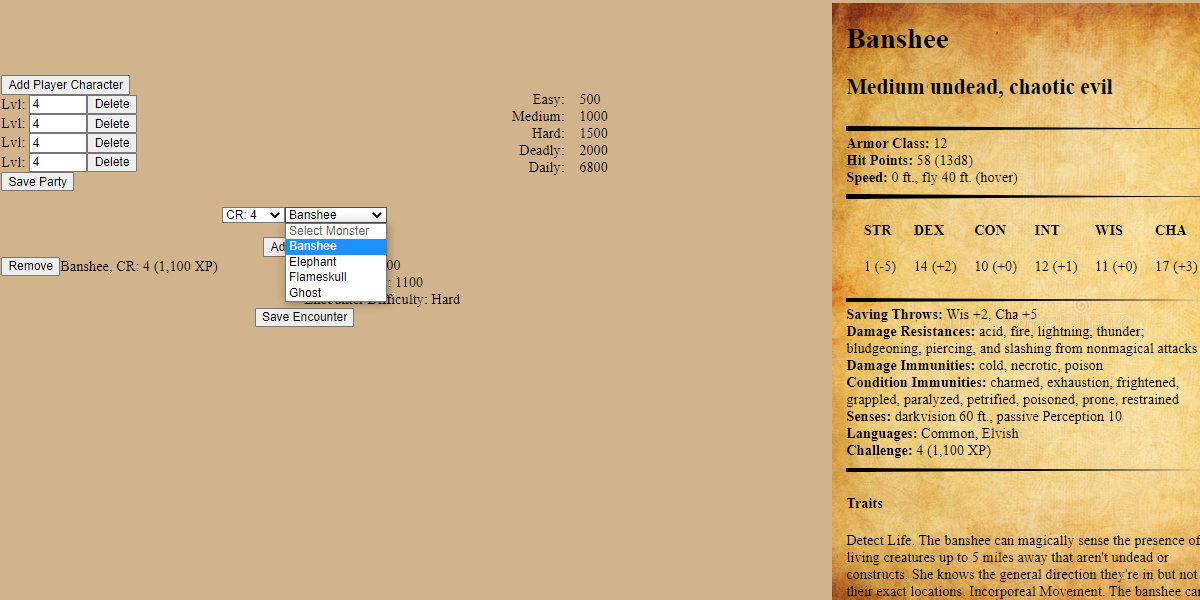 Add Player Character
Lvl: 4 Delete
Lvl: 4 Delete
Lvl: 4 Delete
Lvl: 4 Delete
Save Party
Easy: 500
Medium: 1000
Hard: 1500
Deadly: 2000
Daily: 6800
CR: 4 Banshee
Select Monster
Banshee
Elephant
Flameskull
Ghost
Remove Banshee, CR: 4 (1,100 XP)
: 1100
Encounter Difficulty: Hard
Save Encounter
Banshee
Medium undead, chaotic evil
Armor Class: 12
Hit Points: 58 (13d8)
Speed: 0 ft., fly 40 ft. (hover)
STR DEX CON INT WIS CHA
1 (-5) 14 (+2) 10 (+0) 12 (+1) 11 (+0) 17 (+3)
Saving Throws: Wis +2, Cha +5
Damage Resistances: acid, fire, lightning, thunder;
bludgeoning, piercing, and slashing from nonmagical attacks
Damage Immunities: cold, necrotic, poison
Condition Immunities: charmed, exhaustion, frightened,
grappled, paralyzed, petrified, poisoned, prone, restrained
Senses: darkvision 60 ft., passive Perception 10
Languages: Common, Elvish
Challenge: 4 (1,100 XP)
Traits
Detect Life. The banshee can magically sense the presence of
living creatures up to 5 miles away that aren't undead or
constructs. She knows the general direction they're in but not
their exact locations. Incorporeal Movement. The banshee can